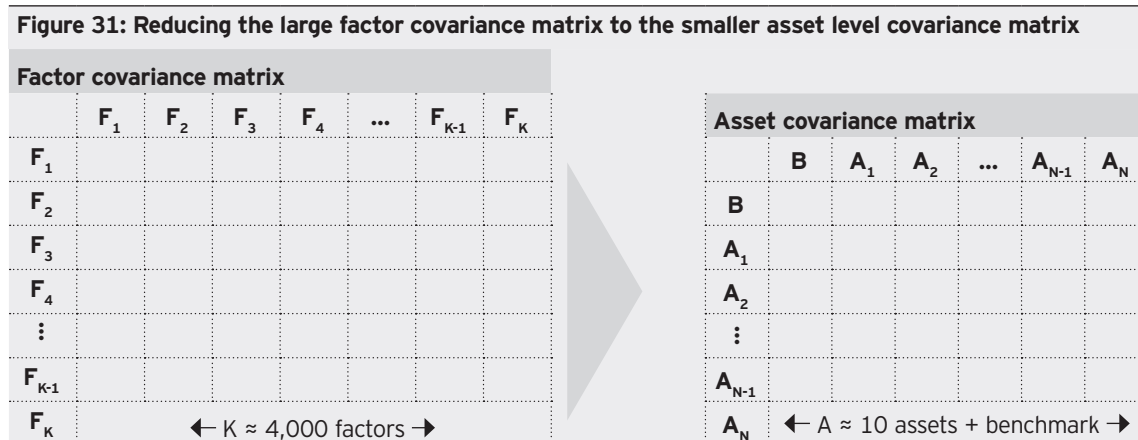 Figure 31: Reducing the large factor covariance matrix to the smaller asset level covariance matrix
Factor covariance matrix
F1 F2 F3 F4 ... FK-1 FK
F1
F2
F3
F4
⋮
FK-1
FK ← K ≈ 4,000 factors →
Asset covariance matrix
B A1 A2 ... AN-1 AN
B
A1
A2
⋮
AN-1
AN ← A ≈ 10 assets + benchmark →